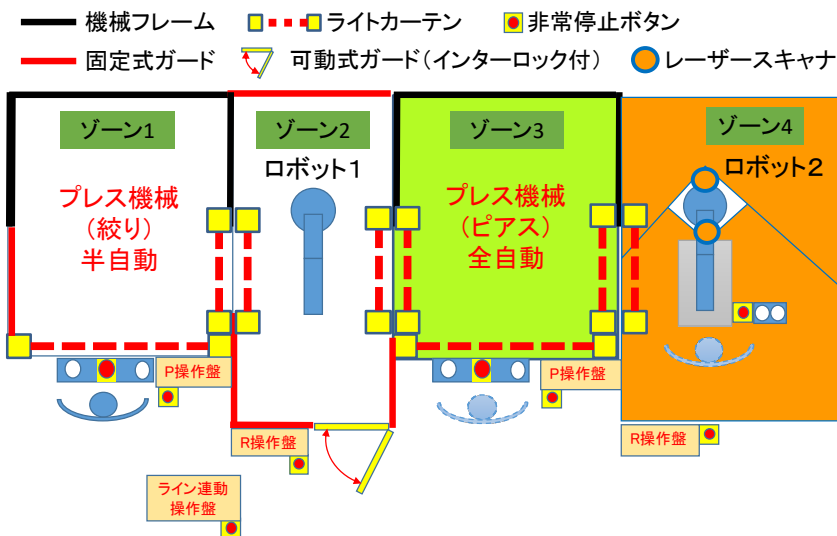 機械フレーム
ライトカーテン
非常停止ボタン
固定式ガード
可動式ガード(インターロック付)
レーザースキャナ
ゾーン1
ゾーン2
ゾーン3
ゾーン4
ロボット1
ロボット2
プレス機械
(絞り)
半自動
プレス機械
(ピアス)
全自動
P操作盤
P操作盤
R操作盤
R操作盤
ライン連動
操作盤